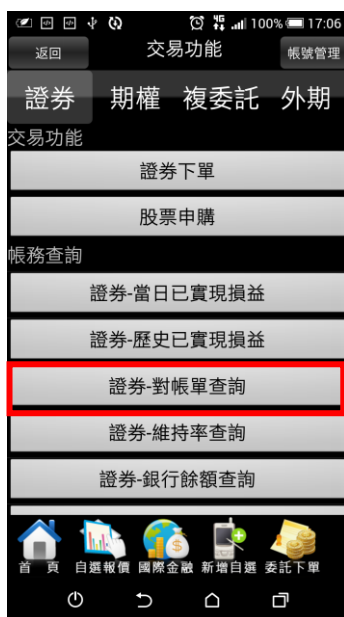 4G 100% 17:06
返回 交易功能 帳號管理
證券 期權 複委託 外期
交易功能
證券下單
股票申購
帳務查詢
證券-當日已實現損益
證券-歷史已實現損益
證券-對帳單查詢
證券-維持率查詢
證券-銀行餘額查詢
首 頁 自選報價 國際金融 新增自選 委託下單